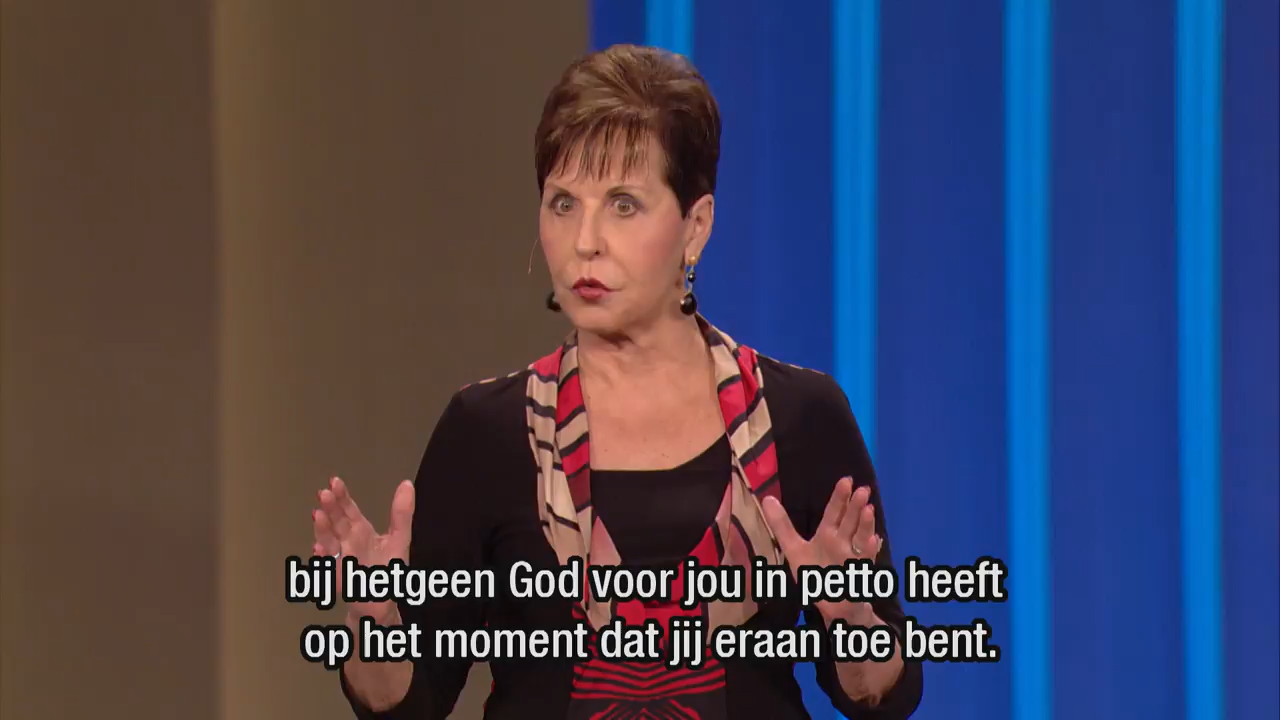 bij hetgeen God voor jou in petto heeft
op het moment dat jij eraan toe bent.